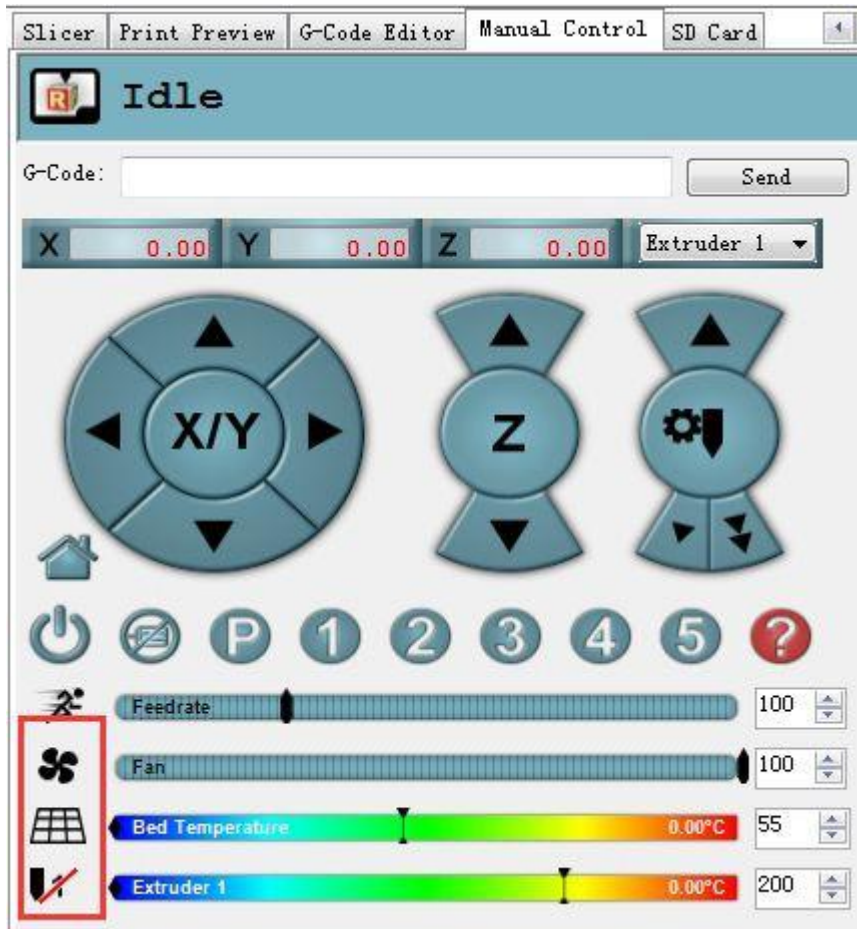 Slicer Print Preview G-Code Editor Manual Control SD Card
R Idle
G-Code: Send
X 0.00 Y 0.00 Z 0.00 Extruder 1
X/Y Z
P 1 2 3 4 5 ?
Feedrate 100
Fan 100
Bed Temperature 0.00°C 55
1 Extruder 1 0.00°C 200